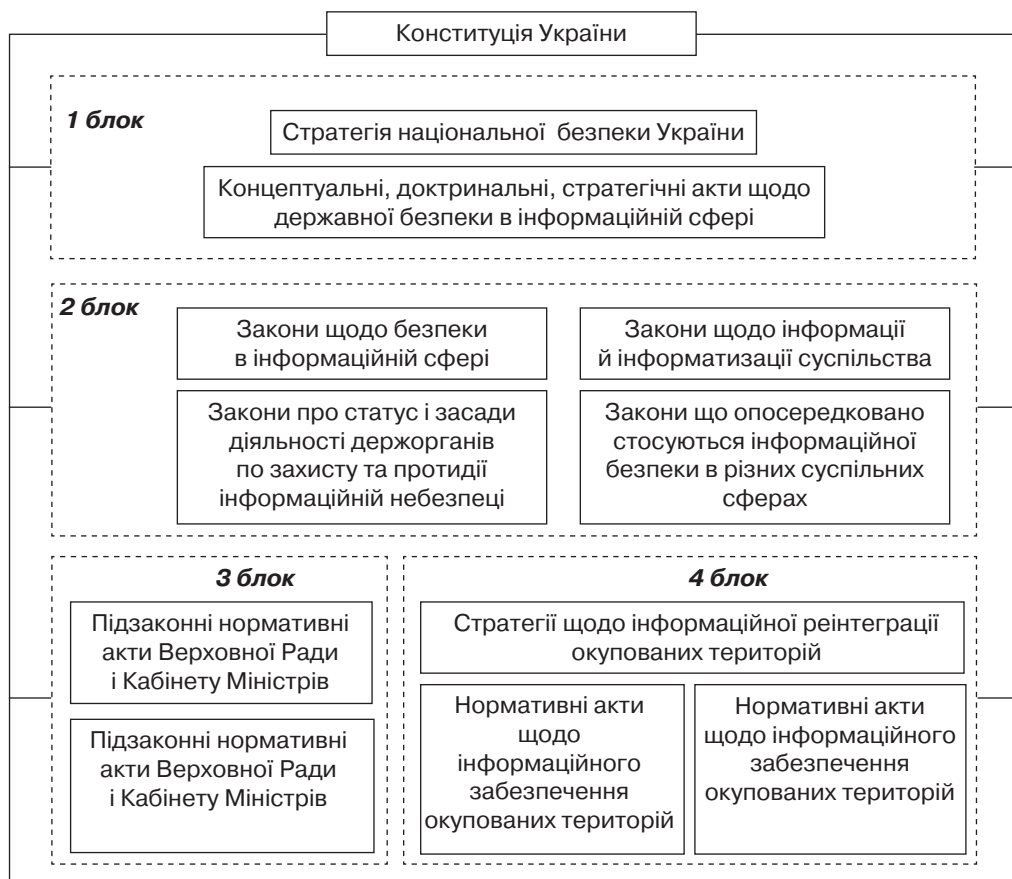 Конституція України
1 блок
Стратегія національної безпеки України
Концептуальні, доктринальні, стратегічні акти щодо
державної безпеки в інформаційній сфері
2 блок
Закони щодо безпеки
в інформаційній сфері
Закони щодо інформації
й інформатизації суспільства
Закони про статус і засади
діяльності держорганів
по захисту та протидії
інформаційній небезпеці
Закони що опосередковано
стосуються інформаційної
безпеки в різних суспільних
сферах
3 блок
Підзаконні нормативні
акти Верховної Ради
і Кабінету Міністрів
Підзаконні нормативні
акти Верховної Ради
і Кабінету Міністрів
4 блок
Стратегії щодо інформаційної реінтеграції
окупованих територій
Нормативні акти
щодо
інформаційного
забезпечення
окупованих територій
Нормативні акти
щодо інформаційного
забезпечення
окупованих територій